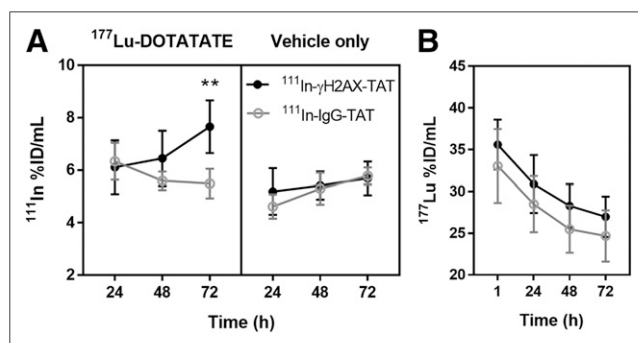 A
B
¹⁷⁷Lu-DOTATATE
Vehicle only
¹¹¹In %ID/mL
10
8
6
4
2
**
¹¹¹In-γH2AX-TAT
¹¹¹In-IgG-TAT
24 48 72 24 48 72
Time (h)
¹⁷⁷Lu %ID/mL
45
40
35
30
25
20
1 24 48 72
Time (h)